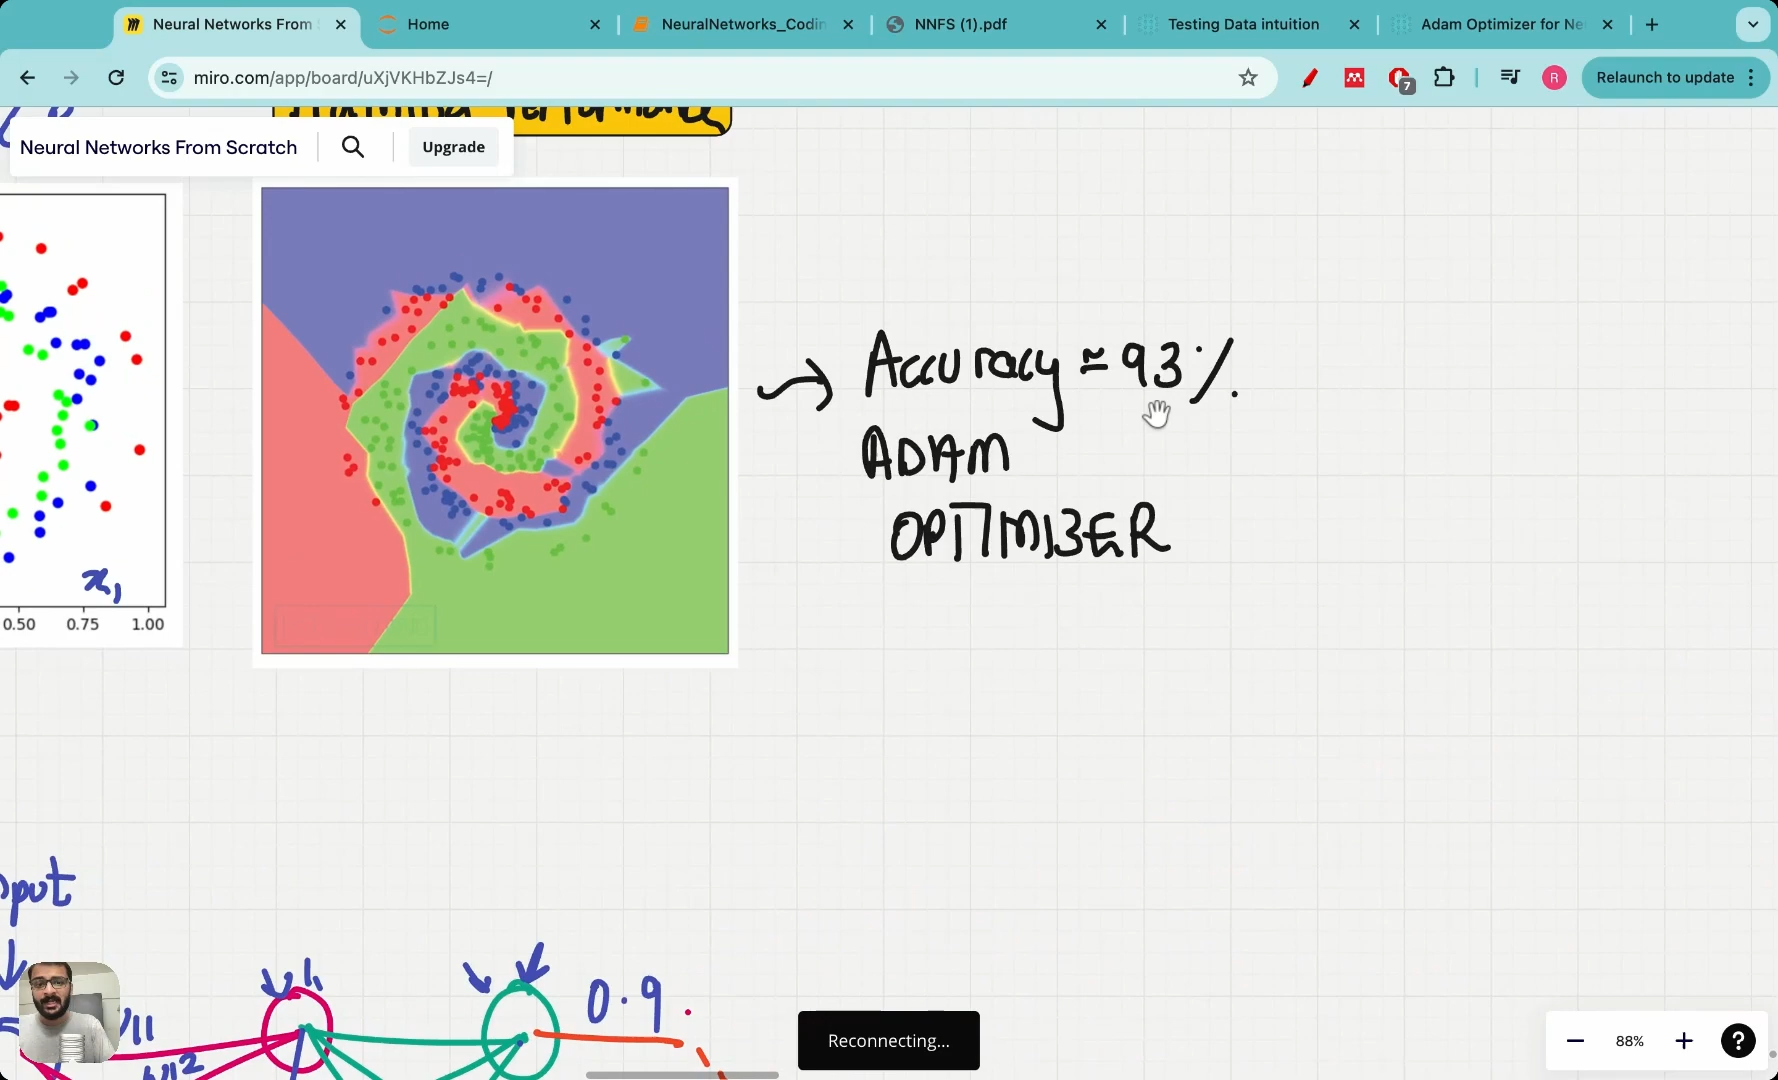 Neural Networks From
Home
NeuralNetworks_Codin
NNFS (1).pdf
Testing Data intuition
Adam Optimizer for Ne
miro.com/app/board/uXjVKHbZJs4=/
7
R
Relaunch to update
Performance
Neural Networks From Scratch
Upgrade
Accuracy ≈ 93%.
ADAM
OPTIMIZER
x₁
0.50 0.75 1.00
0.9
Reconnecting...
88%
?